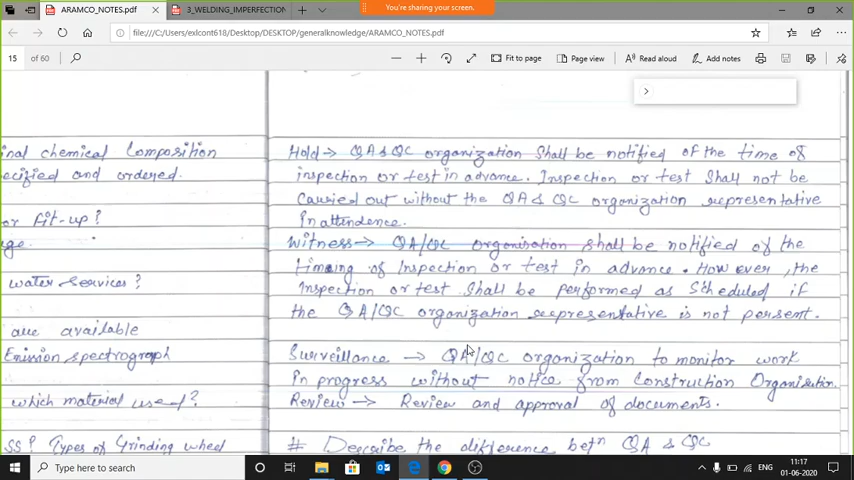 ARAMCO_NOTES.pdf
3_WELDING_IMPERFECTION
You're sharing your screen.
file:///C:/Users/exlcont618/Desktop/DESKTOP/generalknowledge/ARAMCO_NOTES.pdf
15 of 60
Fit to page
Page view
Read aloud
Add notes
inal chemical Composition
ecified and ordered.
or Fit-up?
ge.
water services?
are available
Emission spectrograph
which material used?
SS? Types of Grinding wheel
Hold → QA & QC organization Shall be notified of the time of
inspection or test in advance. Inspection or test Shall not be
Carried out without the QA & QC organization representative
in attendence.
Witness → QA/QC organisation shall be notified of the
timing of Inspection or test in advance. However, the
Inspection or test Shall be performed as Scheduled if
the QA/QC organization representative is not persent.
Surveillance → QA/QC organization to monitor work
in progress without notice from Construction Organisation.
Review → Review and approval of documents.
# Describe the difference betn QA & QC
Type here to search
ENG
11:17
01-06-2020